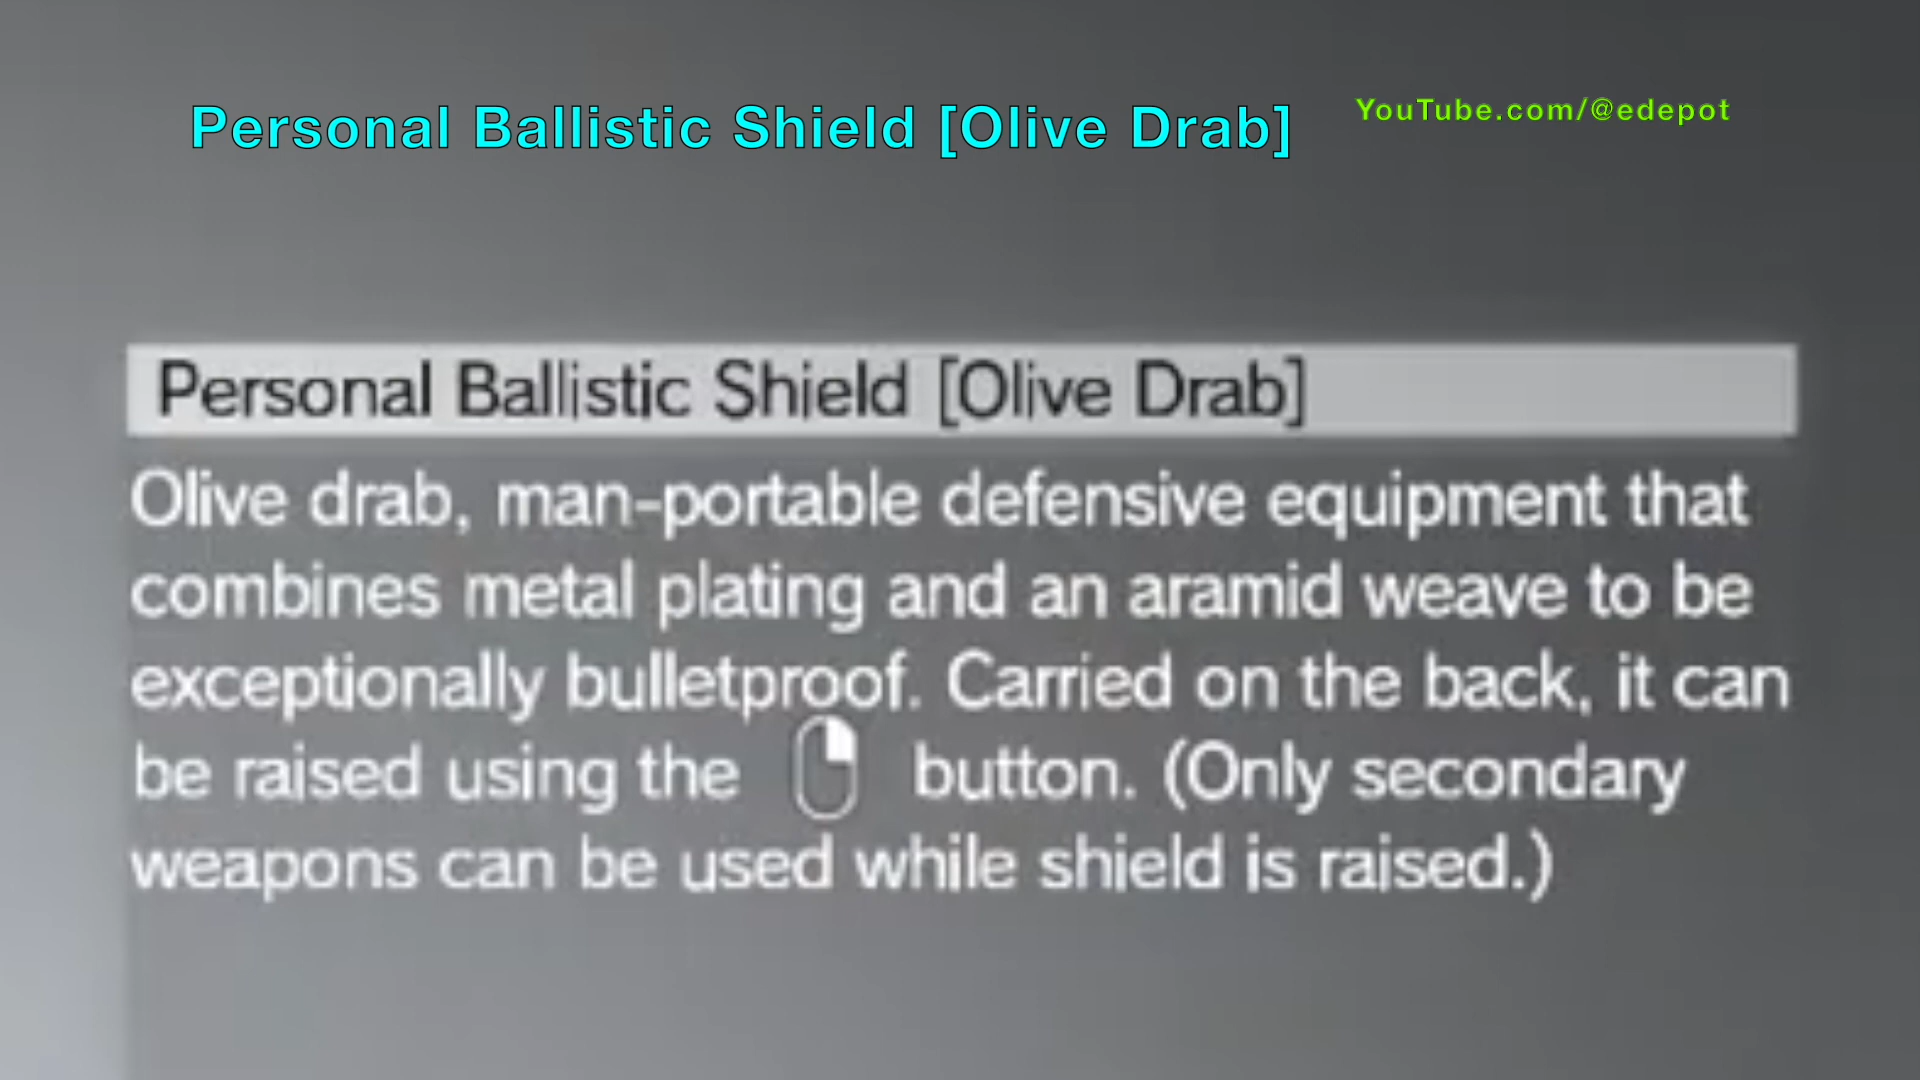 Personal Ballistic Shield [Olive Drab]
YouTube.com/@edepot
Personal Ballistic Shield [Olive Drab]
Olive drab, man-portable defensive equipment that
combines metal plating and an aramid weave to be
exceptionally bulletproof. Carried on the back, it can
be raised using the button. (Only secondary
weapons can be used while shield is raised.)